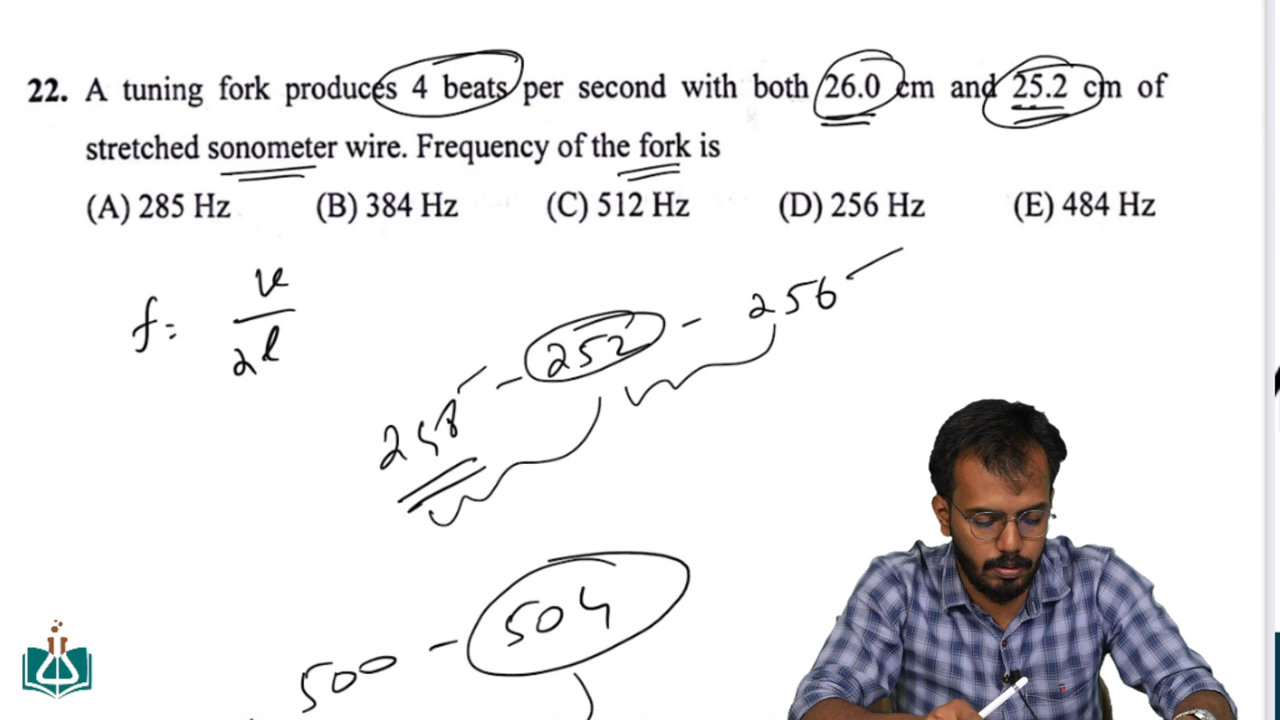 22. A tuning fork produces 4 beats per second with both 26.0 cm and 25.2 cm of
stretched sonometer wire. Frequency of the fork is
(A) 285 Hz (B) 384 Hz (C) 512 Hz (D) 256 Hz (E) 484 Hz
f = v / 2l
248 - 252 - 256
500 - 504